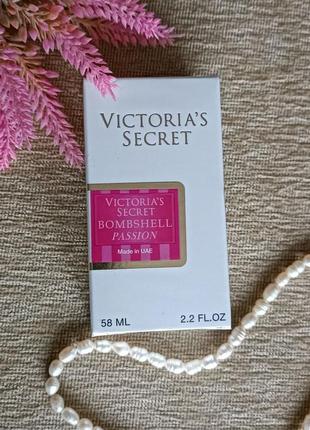 VICTORIA'S
SECRET
VICTORIA'S
SECRET
BOMBSHELL
PASSION
Made in UAE
58 ML 2.2 FL.OZ